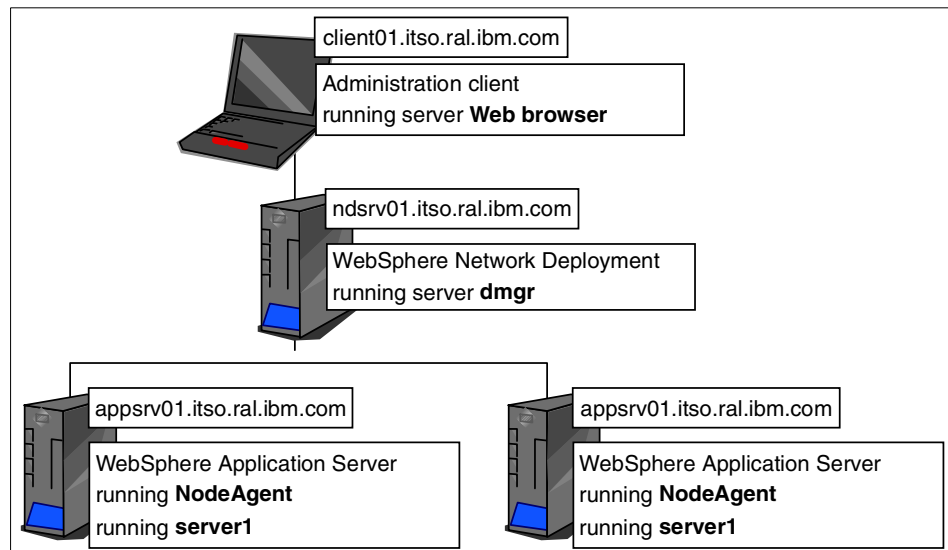 client01.itso.ral.ibm.com
Administration client
running server Web browser
ndsrv01.itso.ral.ibm.com
WebSphere Network Deployment
running server dmgr
appsrv01.itso.ral.ibm.com
WebSphere Application Server
running NodeAgent
running server1
appsrv01.itso.ral.ibm.com
WebSphere Application Server
running NodeAgent
running server1